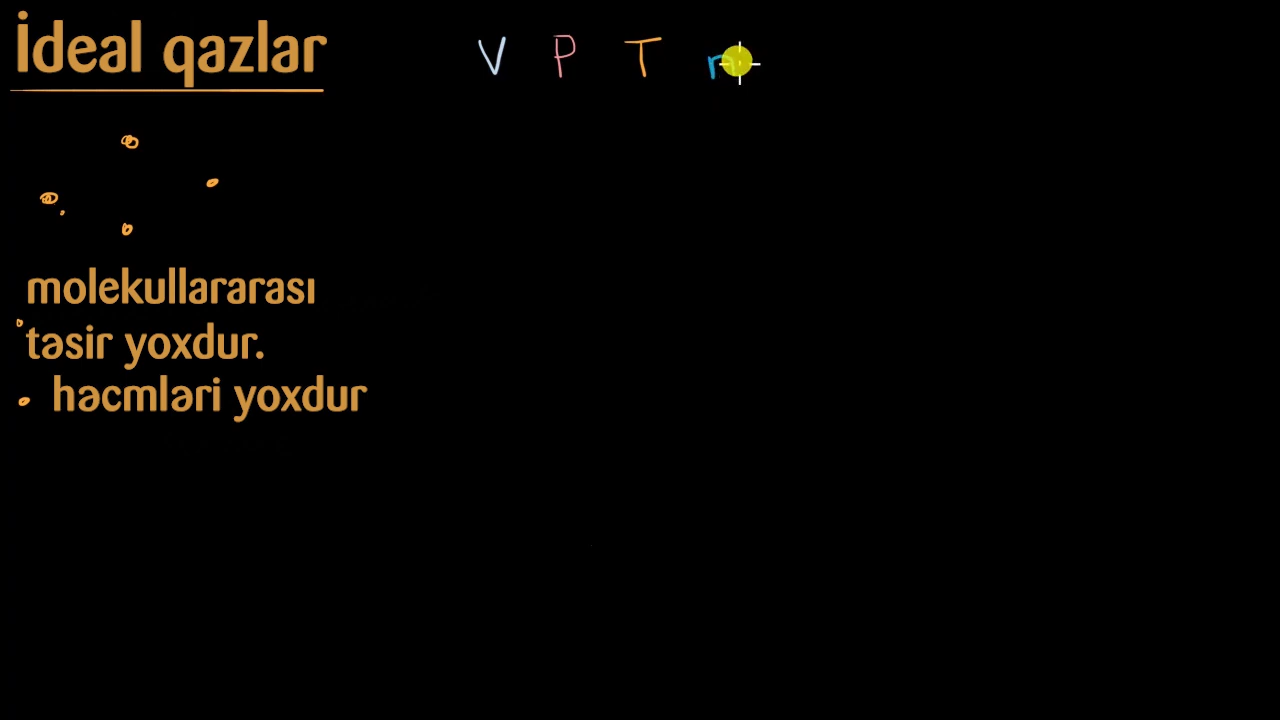 İdeal qazlar
V P T n
molekullararası
təsir yoxdur.
həcmləri yoxdur